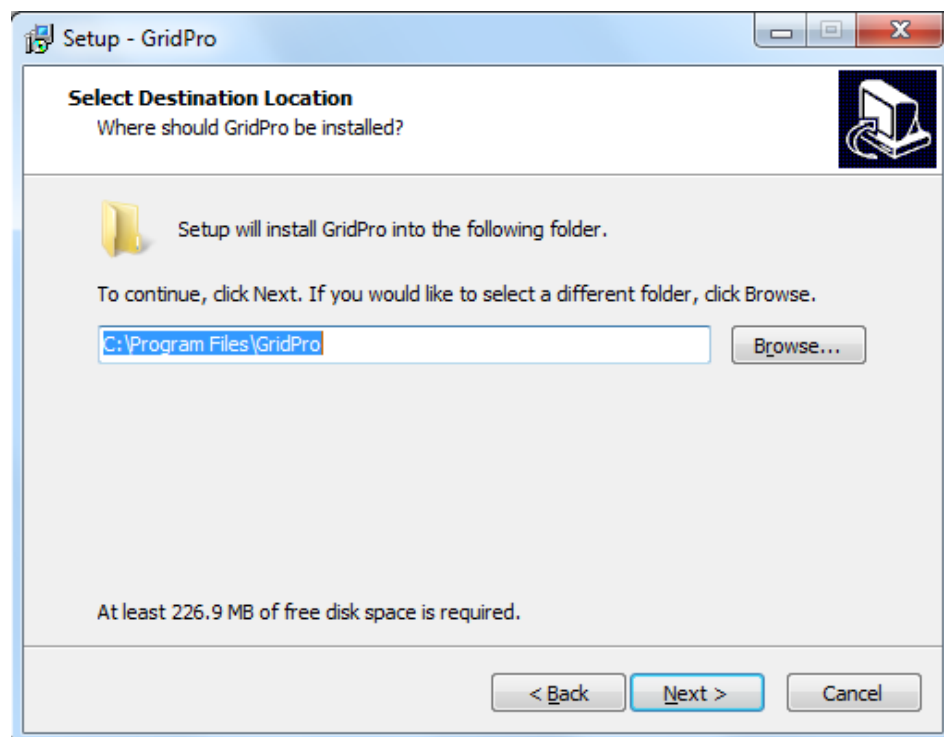 Setup - GridPro
Select Destination Location
Where should GridPro be installed?
Setup will install GridPro into the following folder.
To continue, click Next. If you would like to select a different folder, click Browse.
C:\Program Files\GridPro
Browse...
At least 226.9 MB of free disk space is required.
< Back
Next >
Cancel